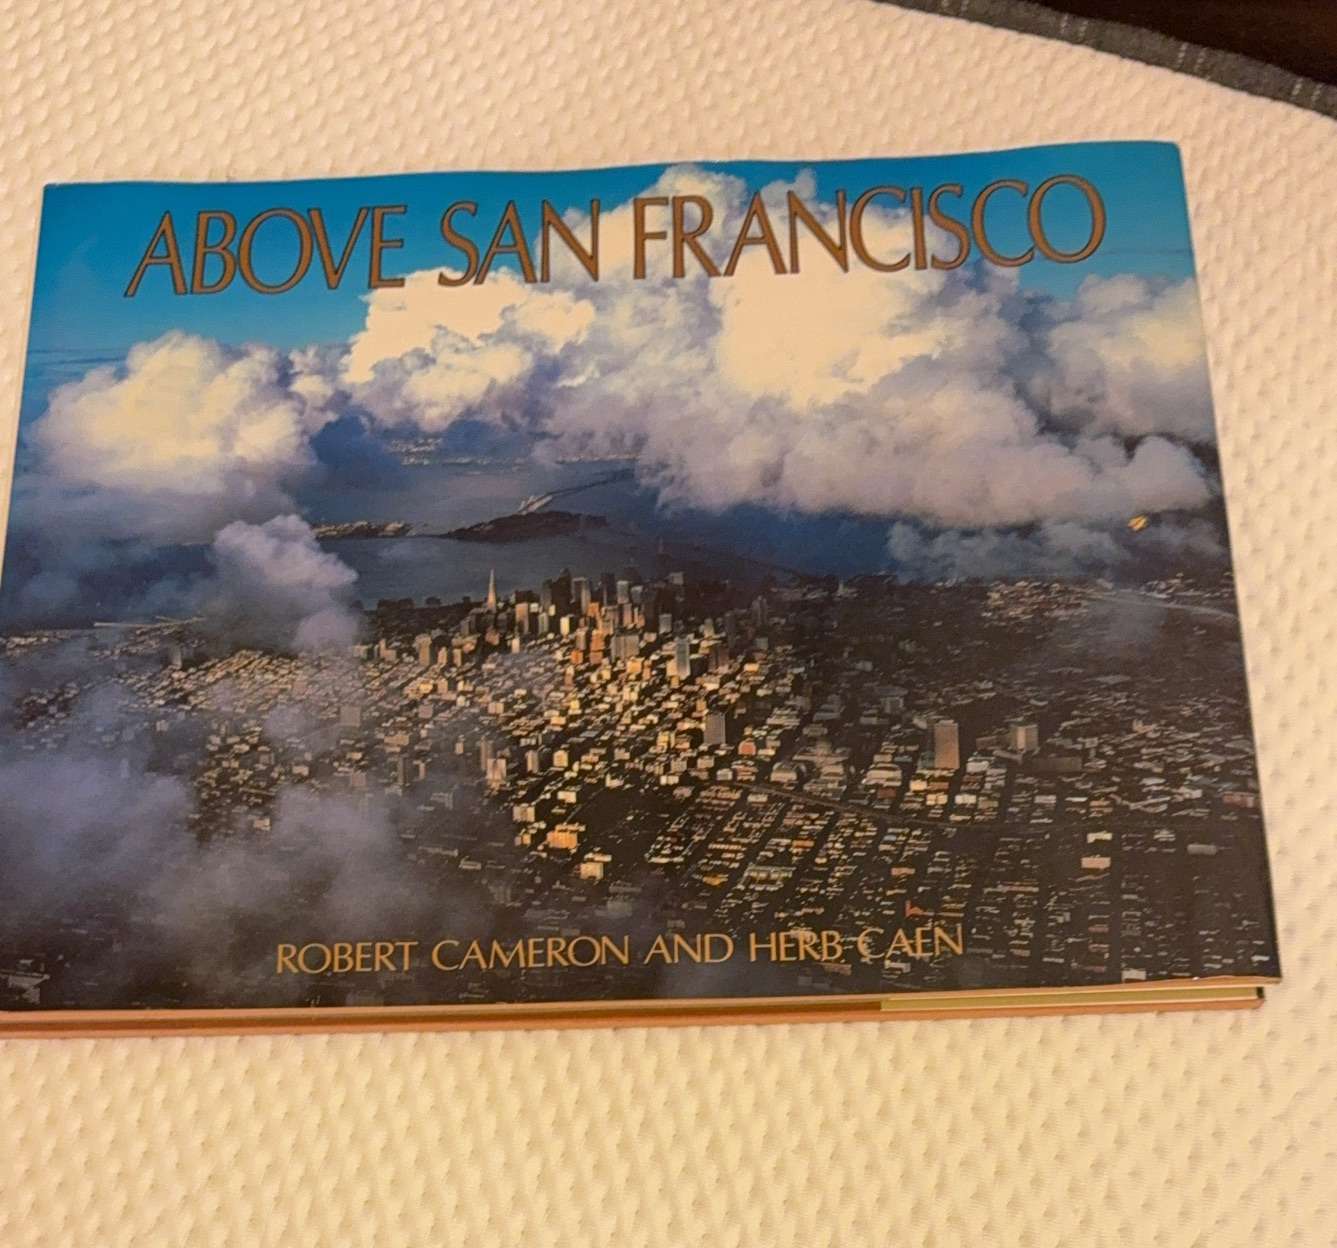 ABOVE SAN FRANCISCO
ROBERT CAMERON AND HERB CAEN